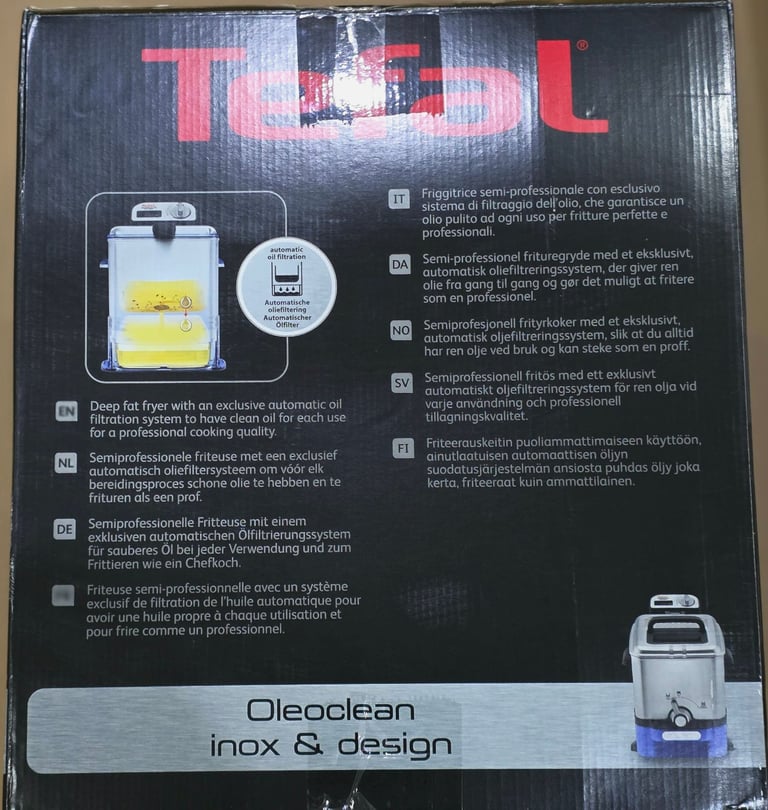 Tefal®
automatic
oil filtration
Automatische
oliefiltering
Automatischer
Ölfilter
EN
Deep fat fryer with an exclusive automatic oil
filtration system to have clean oil for each use
for a professional cooking quality.
NL
Semiprofessionele friteuse met een exclusief
automatisch oliefiltersysteem om vóór elk
bereidingsproces schone olie te hebben en te
frituren als een prof.
DE
Semiprofessionelle Fritteuse mit einem
exklusiven automatischen Ölfiltrierungssystem
für sauberes Öl bei jeder Verwendung und zum
Frittieren wie ein Chefkoch.
Friteuse semi-professionnelle avec un système
exclusif de filtration de l'huile automatique pour
avoir une huile propre à chaque utilisation et
pour frire comme un professionnel.
IT
Friggitrice semi-professionale con esclusivo
sistema di filtraggio dell'olio, che garantisce un
olio pulito ad ogni uso per fritture perfette e
professionali.
DA
Semi-professionel frituregryde med et eksklusivt,
automatisk oliefiltreringssystem, der giver ren
olie fra gang til gang og gør det muligt at fritere
som en professionel.
NO
Semiprofesjonell frityrkoker med et eksklusivt,
automatisk oljefiltreringssystem, slik at du alltid
har ren olje ved bruk og kan steke som en proff.
SV
Semiprofessionell fritös med ett exklusivt
automatiskt oljefiltreringssystem för ren olja vid
varje användning och professionell
tillagningskvalitet.
FI
Friteerauskeitin puoliammattimaiseen käyttöön,
ainutlaatuisen automaattisen öljyn
suodatusjärjestelmän ansiosta puhdas öljy joka
kerta, friteeraat kuin ammattilainen.
Oleoclean
inox & design